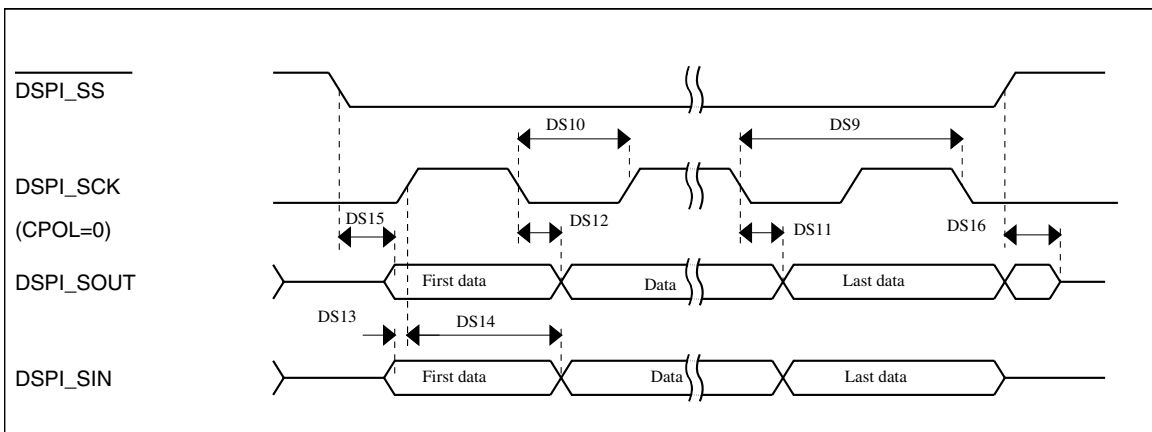 DSPI_SS
DS10
DS9
DSPI_SCK
(CPOL=0)
DS15
DS12
DS11
DS16
DSPI_SOUT
First data
Data
Last data
DS13
DS14
DSPI_SIN
First data
Data
Last data